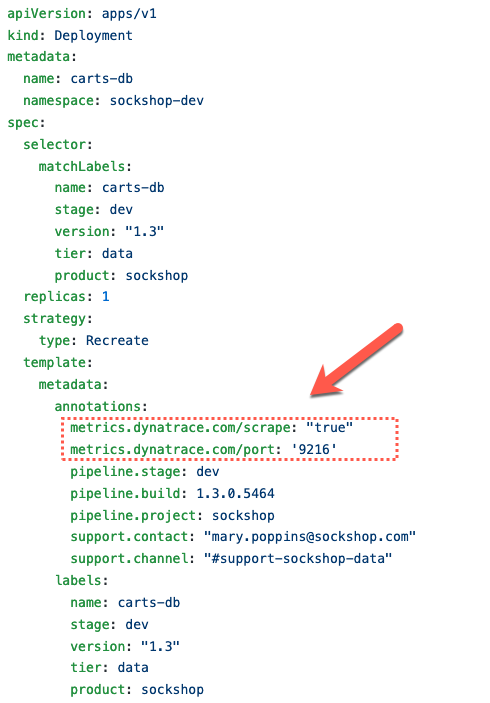 apiVersion: apps/v1
kind: Deployment
metadata:
  name: carts-db
  namespace: sockshop-dev
spec:
  selector:
    matchLabels:
      name: carts-db
      stage: dev
      version: "1.3"
      tier: data
      product: sockshop
  replicas: 1
  strategy:
    type: Recreate
  template:
    metadata:
      annotations:
        metrics.dynatrace.com/scrape: "true"
        metrics.dynatrace.com/port: '9216'
        pipeline.stage: dev
        pipeline.build: 1.3.0.5464
        pipeline.project: sockshop
        support.contact: "mary.poppins@sockshop.com"
        support.channel: "#support-sockshop-data"
      labels:
        name: carts-db
        stage: dev
        version: "1.3"
        tier: data
        product: sockshop